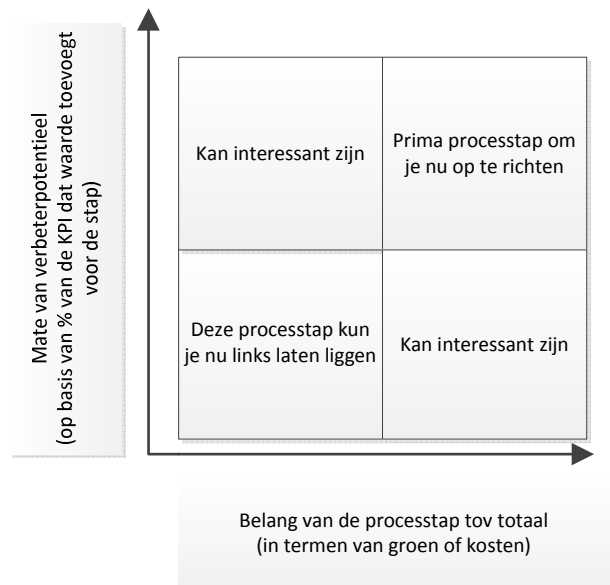 Mate van verbeterpotentieel
(op basis van % van de KPI dat waarde toevoegt
voor de stap)
Kan interessant zijn
Prima processtap om
je nu op te richten
Deze processtap kun
je nu links laten liggen
Kan interessant zijn
Belang van de processtap tov totaal
(in termen van groen of kosten)